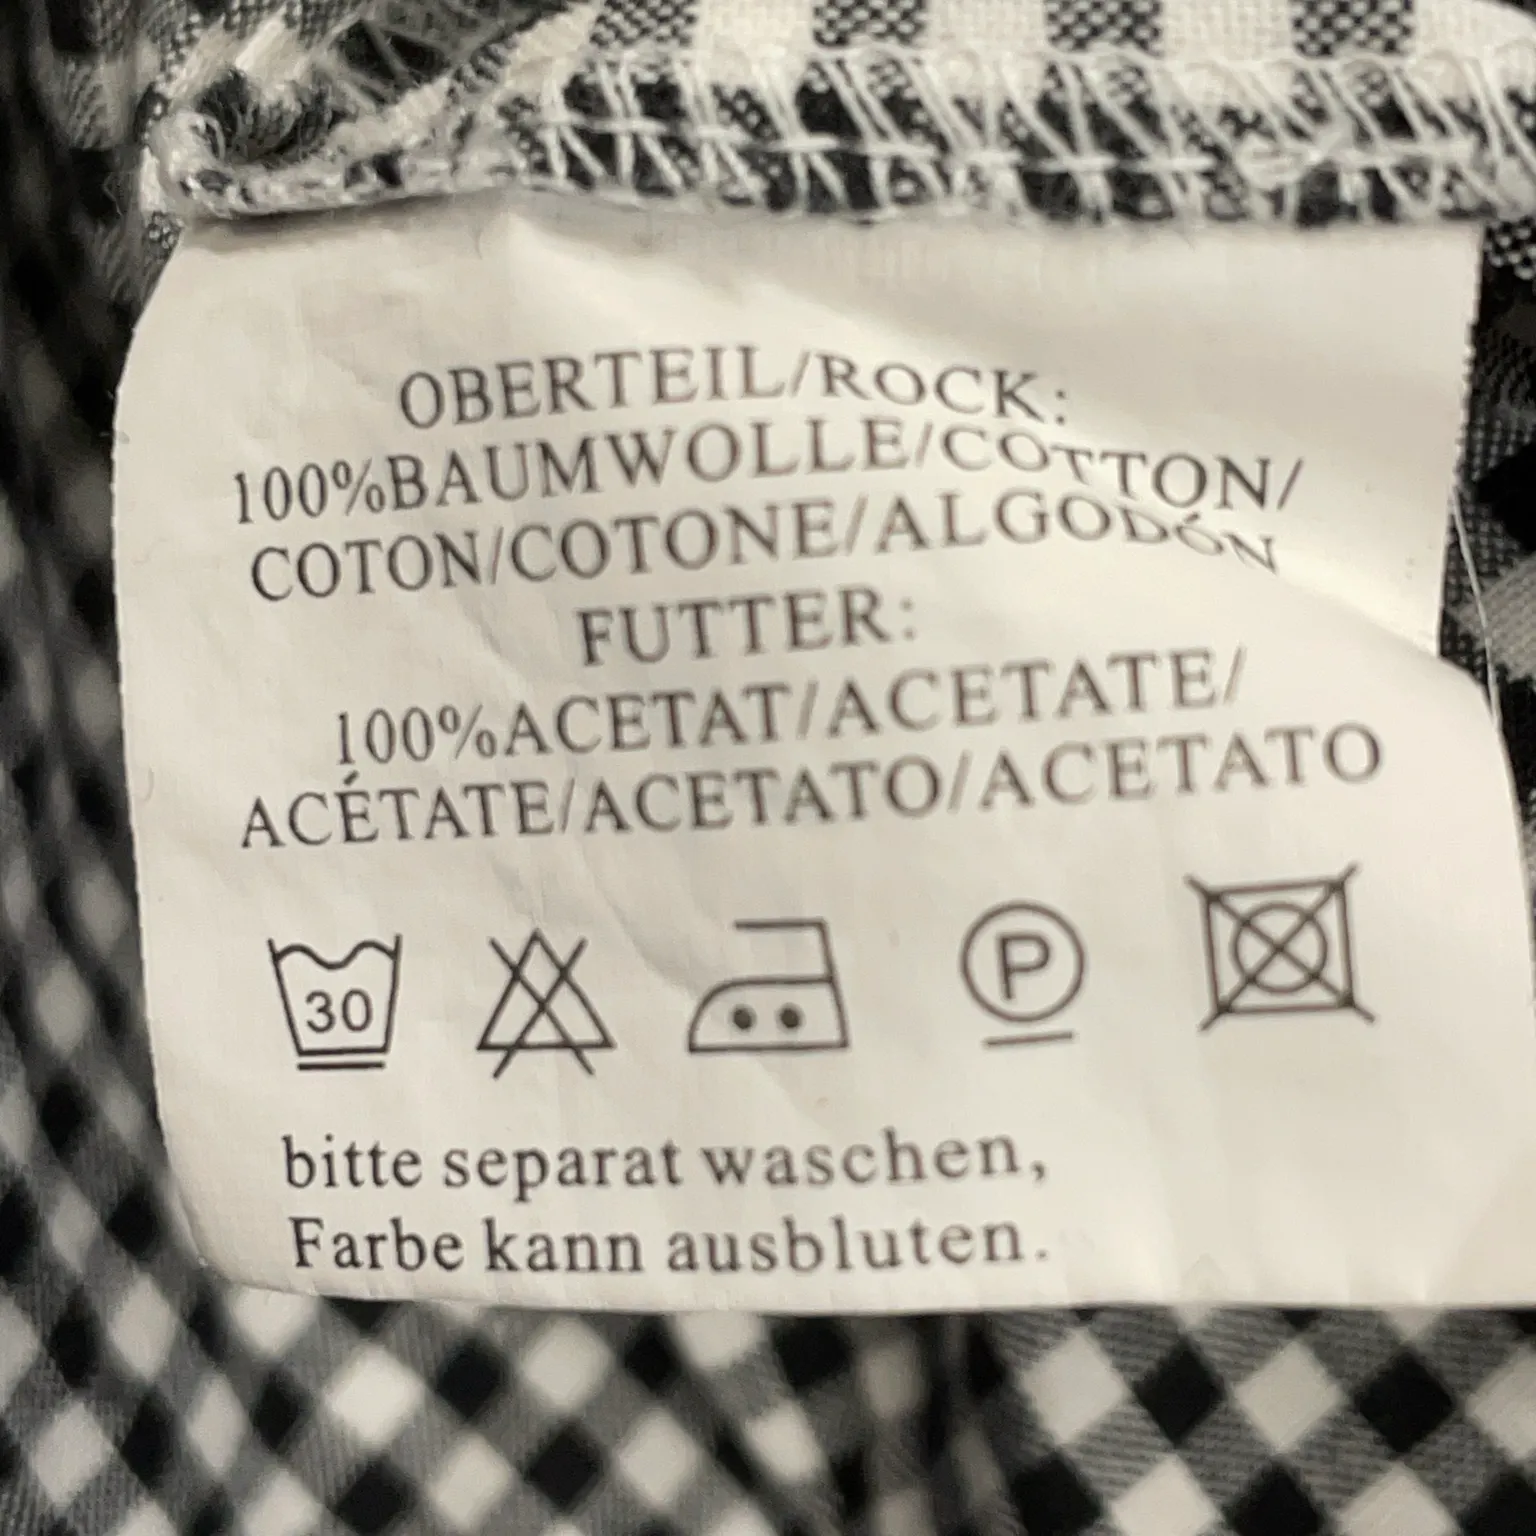 OBERTEIL/ROCK:
100%BAUMWOLLE/COTTON/
COTON/COTONE/ALGODÓN
FUTTER:
100%ACETAT/ACETATE/
ACÉTATE/ACETATO/ACETATO
30 P
bitte separat waschen,
Farbe kann ausbluten.